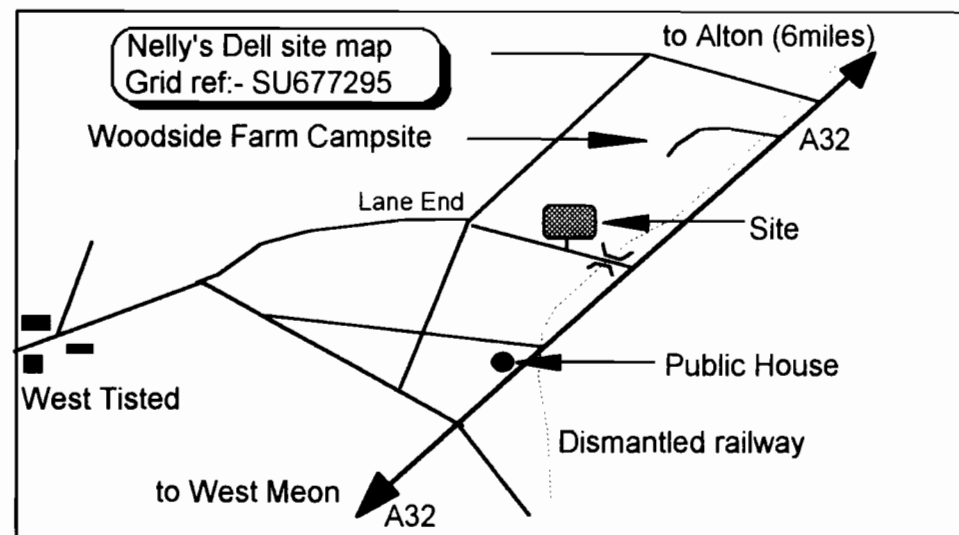 Nelly's Dell site map
Grid ref:- SU677295
to Alton (6miles)
Woodside Farm Campsite
A32
Lane End
Site
Public House
West Tisted
Dismantled railway
to West Meon
A32